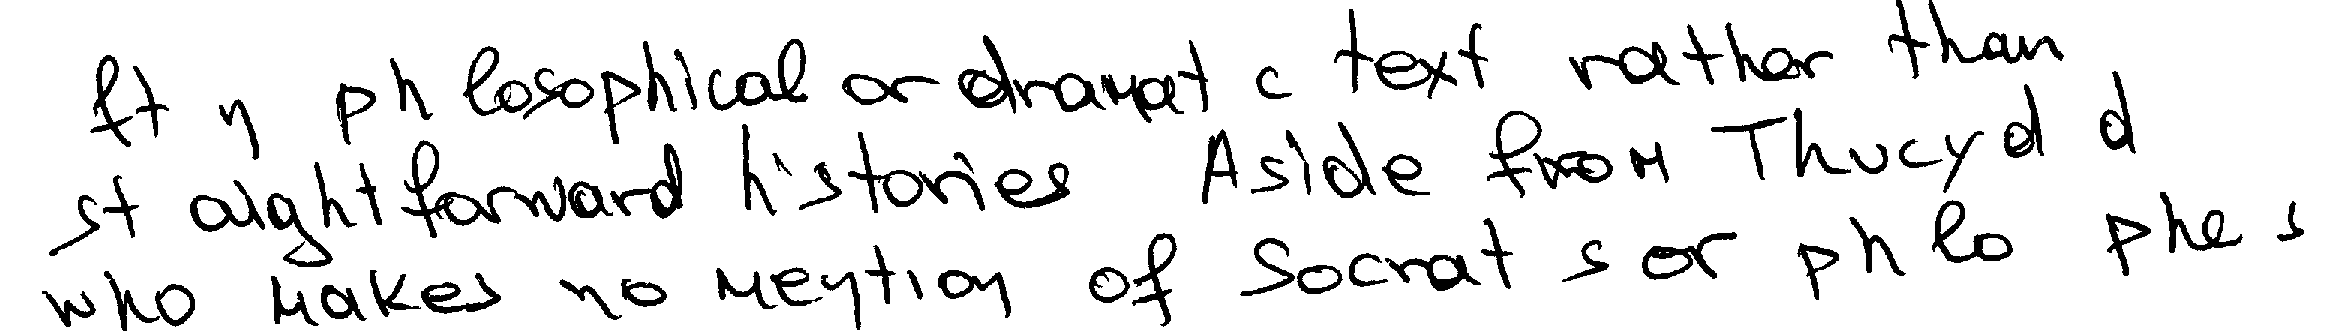 ft n ph losophical or dramat c text rather than
st aightforward histories Aside from Thucyd d
who makes no mention of Socrat s or ph lo phe s